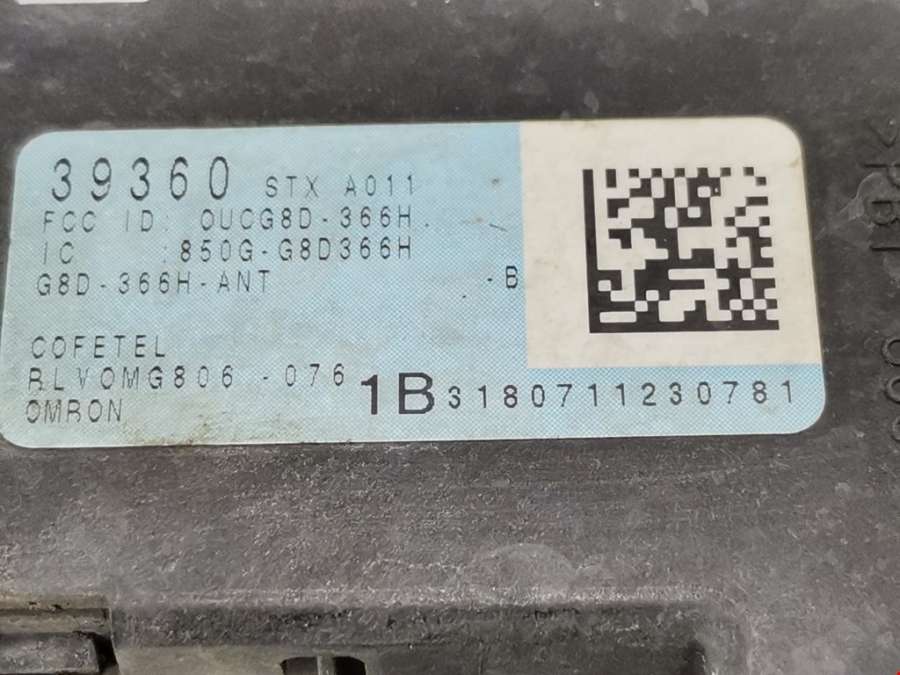 39360 STX A011
FCC ID: OUCG8D-366H.
IC :850G-G8D366H
G8D-366H-ANT -B
COFETEL
RLVOMG806 -076
OMRON
1B3180711230781